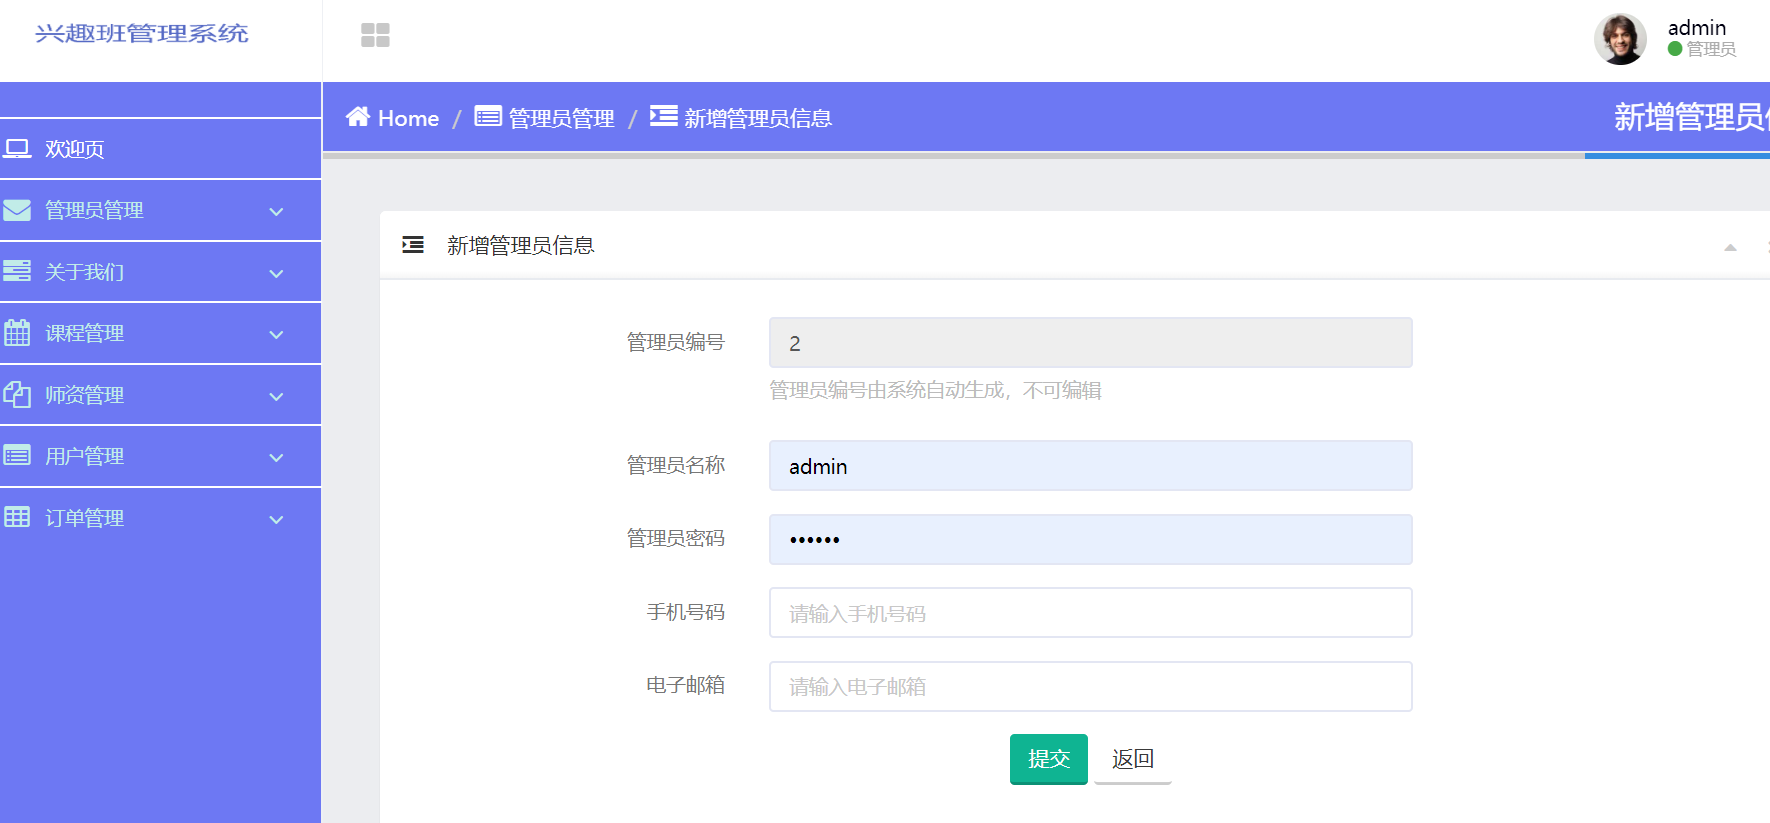 兴趣班管理系统
admin
管理员
Home / 管理员管理 / 新增管理员信息
新增管理员
欢迎页
管理员管理
关于我们
课程管理
师资管理
用户管理
订单管理
新增管理员信息
管理员编号
2
管理员编号由系统自动生成，不可编辑
管理员名称
admin
管理员密码
••••••
手机号码
请输入手机号码
电子邮箱
请输入电子邮箱
提交
返回